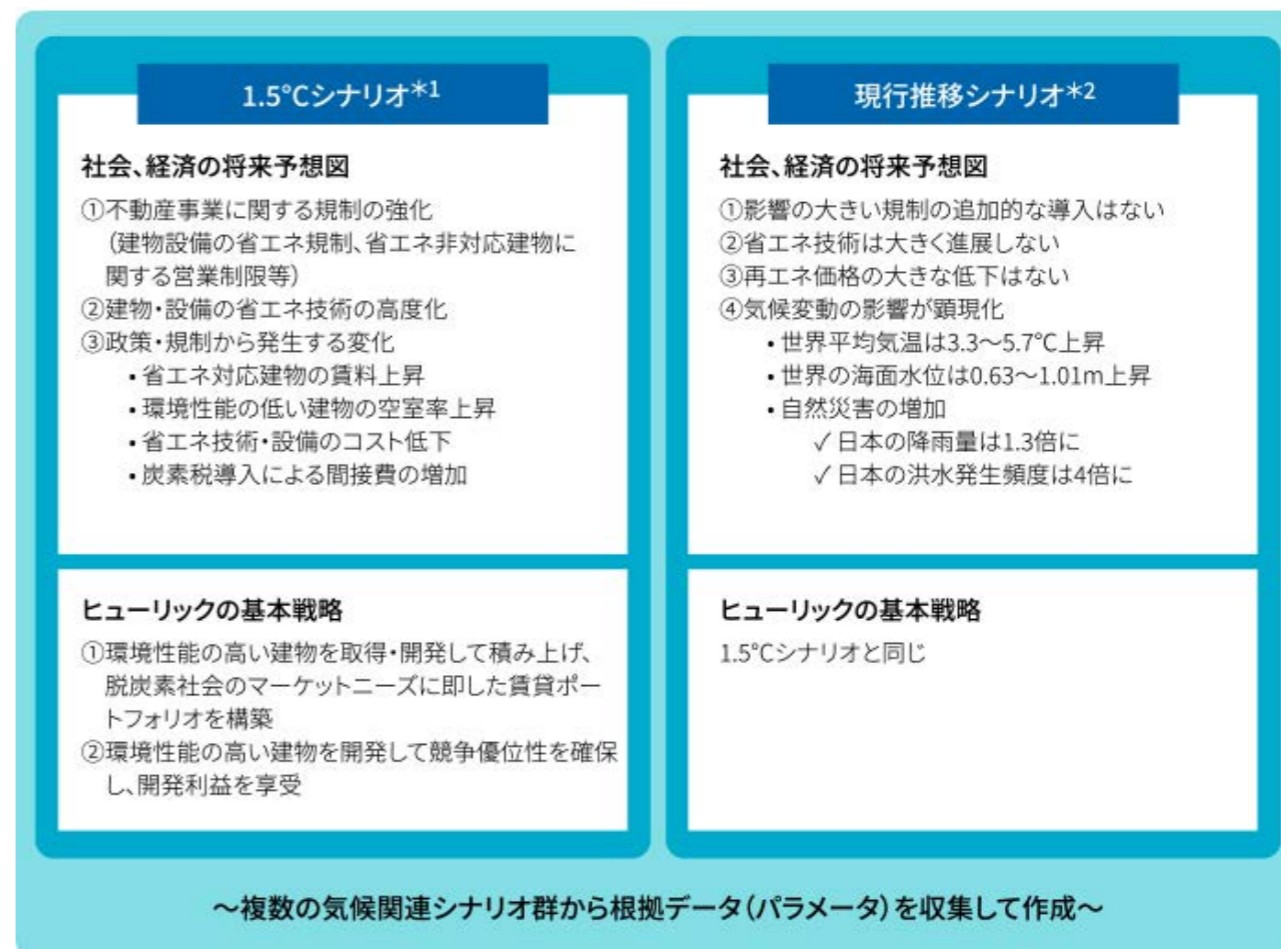 1.5℃シナリオ*1
社会、経済の将来予想図
①不動産事業に関する規制の強化
(建物設備の省エネ規制、省エネ非対応建物に
関する営業制限等)
②建物・設備の省エネ技術の高度化
③政策・規制から発生する変化
• 省エネ対応建物の賃料上昇
• 環境性能の低い建物の空室率上昇
• 省エネ技術・設備のコスト低下
• 炭素税導入による間接費の増加
ヒューリックの基本戦略
①環境性能の高い建物を取得・開発して積み上げ、
脱炭素社会のマーケットニーズに即した賃貸ポー
トフォリオを構築
②環境性能の高い建物を開発して競争優位性を確保
し、開発利益を享受
現行推移シナリオ*2
社会、経済の将来予想図
①影響の大きい規制の追加的な導入はない
②省エネ技術は大きく進展しない
③再エネ価格の大きな低下はない
④気候変動の影響が顕現化
• 世界平均気温は3.3〜5.7℃上昇
• 世界の海面水位は0.63〜1.01m上昇
• 自然災害の増加
✓ 日本の降雨量は1.3倍に
✓ 日本の洪水発生頻度は4倍に
ヒューリックの基本戦略
1.5℃シナリオと同じ
〜複数の気候関連シナリオ群から根拠データ(パラメータ)を収集して作成〜